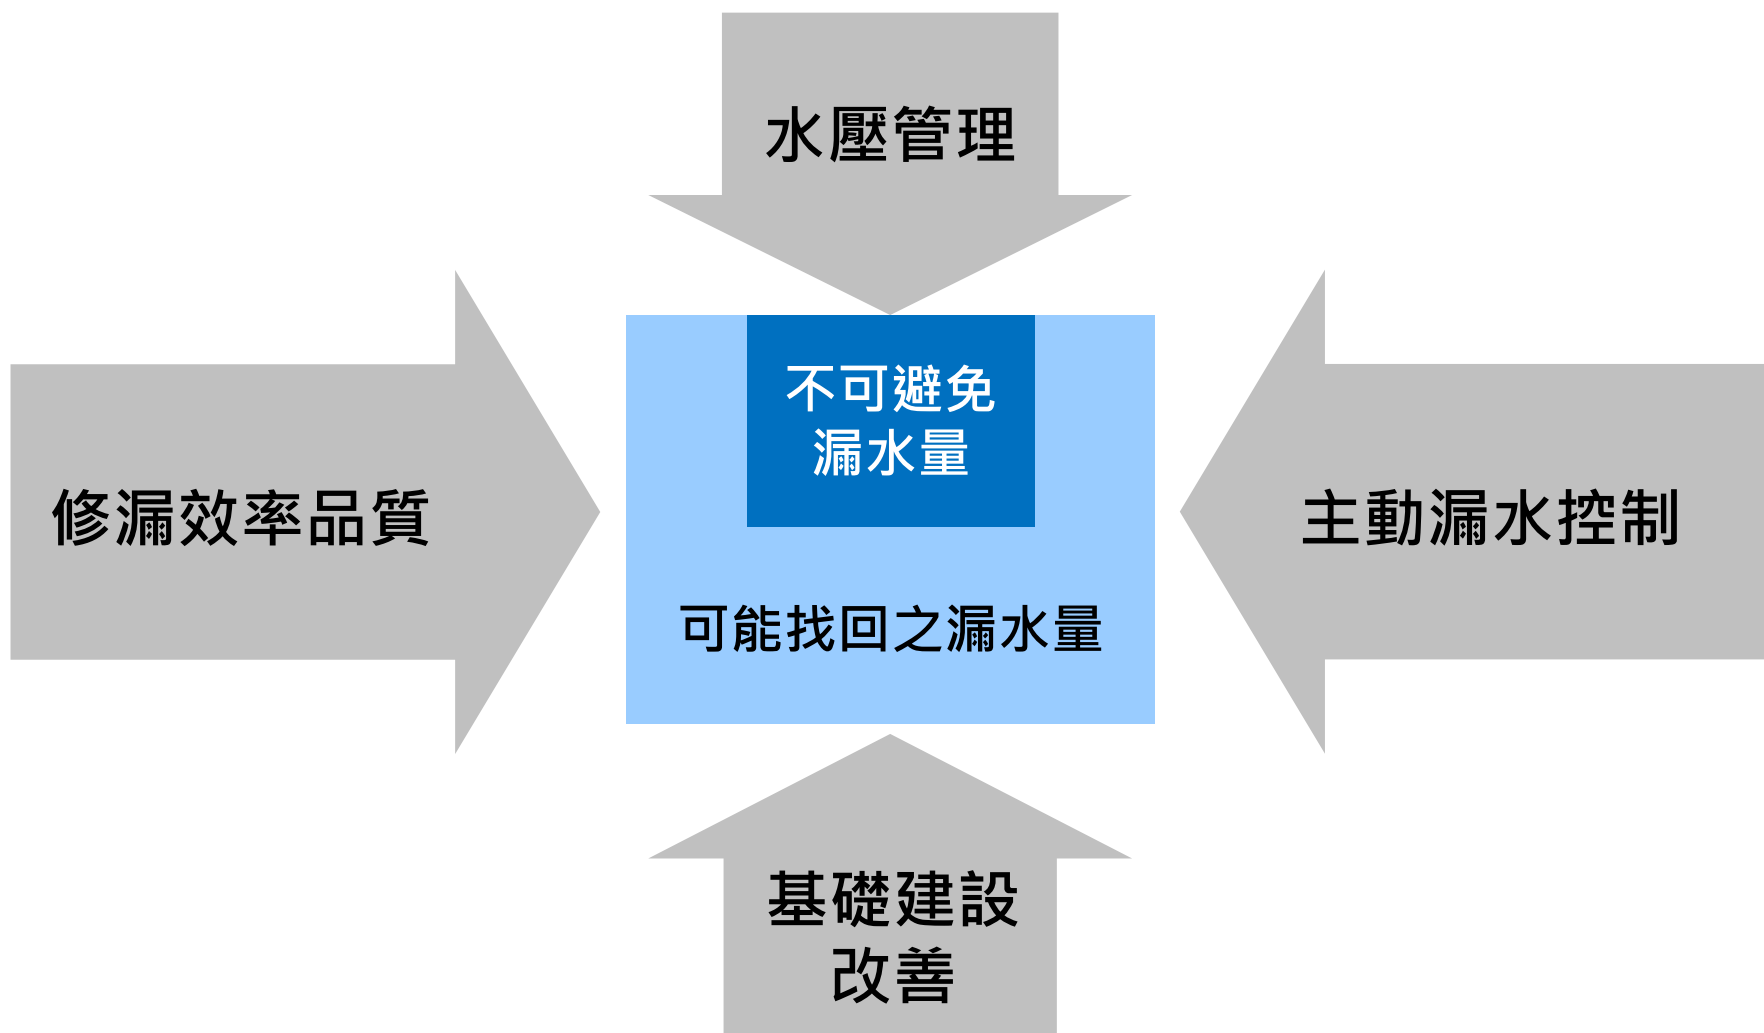 水壓管理
不可避免
漏水量
修漏效率品質
主動漏水控制
可能找回之漏水量
基礎建設
改善